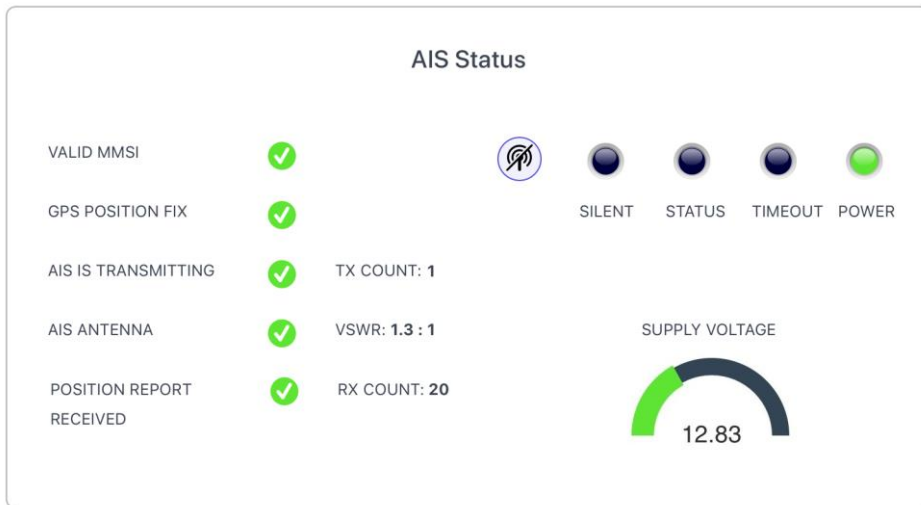 AIS Status
VALID MMSI
SILENT STATUS TIMEOUT POWER
GPS POSITION FIX
AIS IS TRANSMITTING TX COUNT: 1
AIS ANTENNA VSWR: 1.3 : 1
SUPPLY VOLTAGE
POSITION REPORT
RECEIVED
RX COUNT: 20
12.83